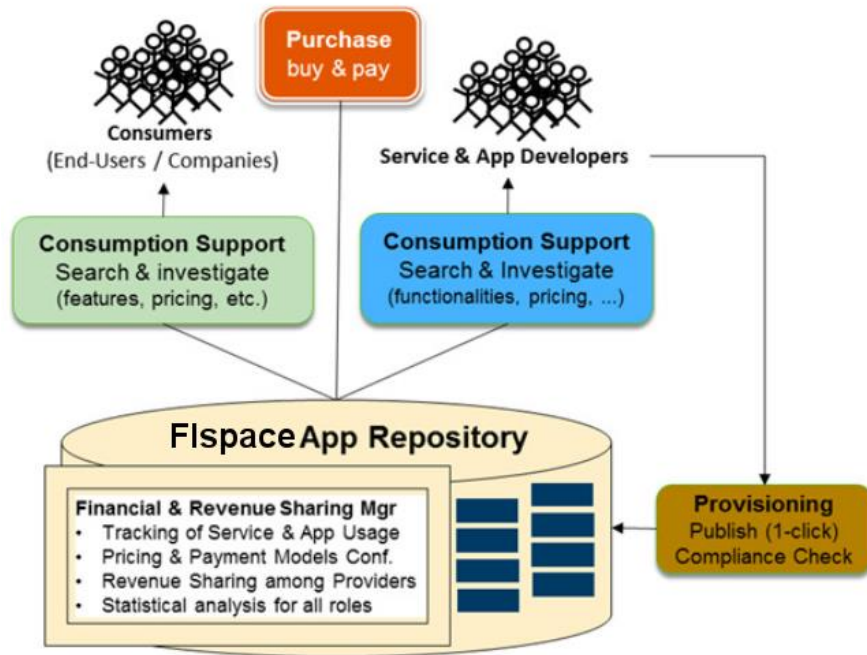 Purchase
buy & pay
Consumers
(End-Users / Companies)
Service & App Developers
Consumption Support
Search & investigate
(features, pricing, etc.)
Consumption Support
Search & Investigate
(functionalities, pricing, ...)
FIspace App Repository
Financial & Revenue Sharing Mgr
• Tracking of Service & App Usage
• Pricing & Payment Models Conf.
• Revenue Sharing among Providers
• Statistical analysis for all roles
Provisioning
Publish (1-click)
Compliance Check